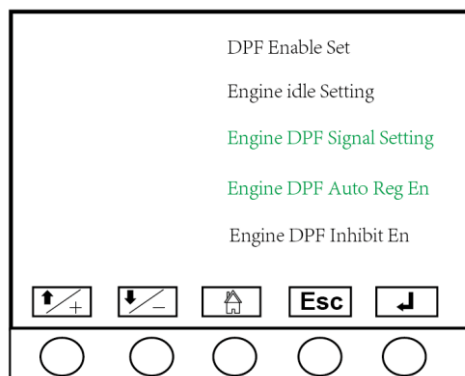 DPF Enable Set
Engine idle Setting
Engine DPF Signal Setting
Engine DPF Auto Reg En
Engine DPF Inhibit En
+ - Esc